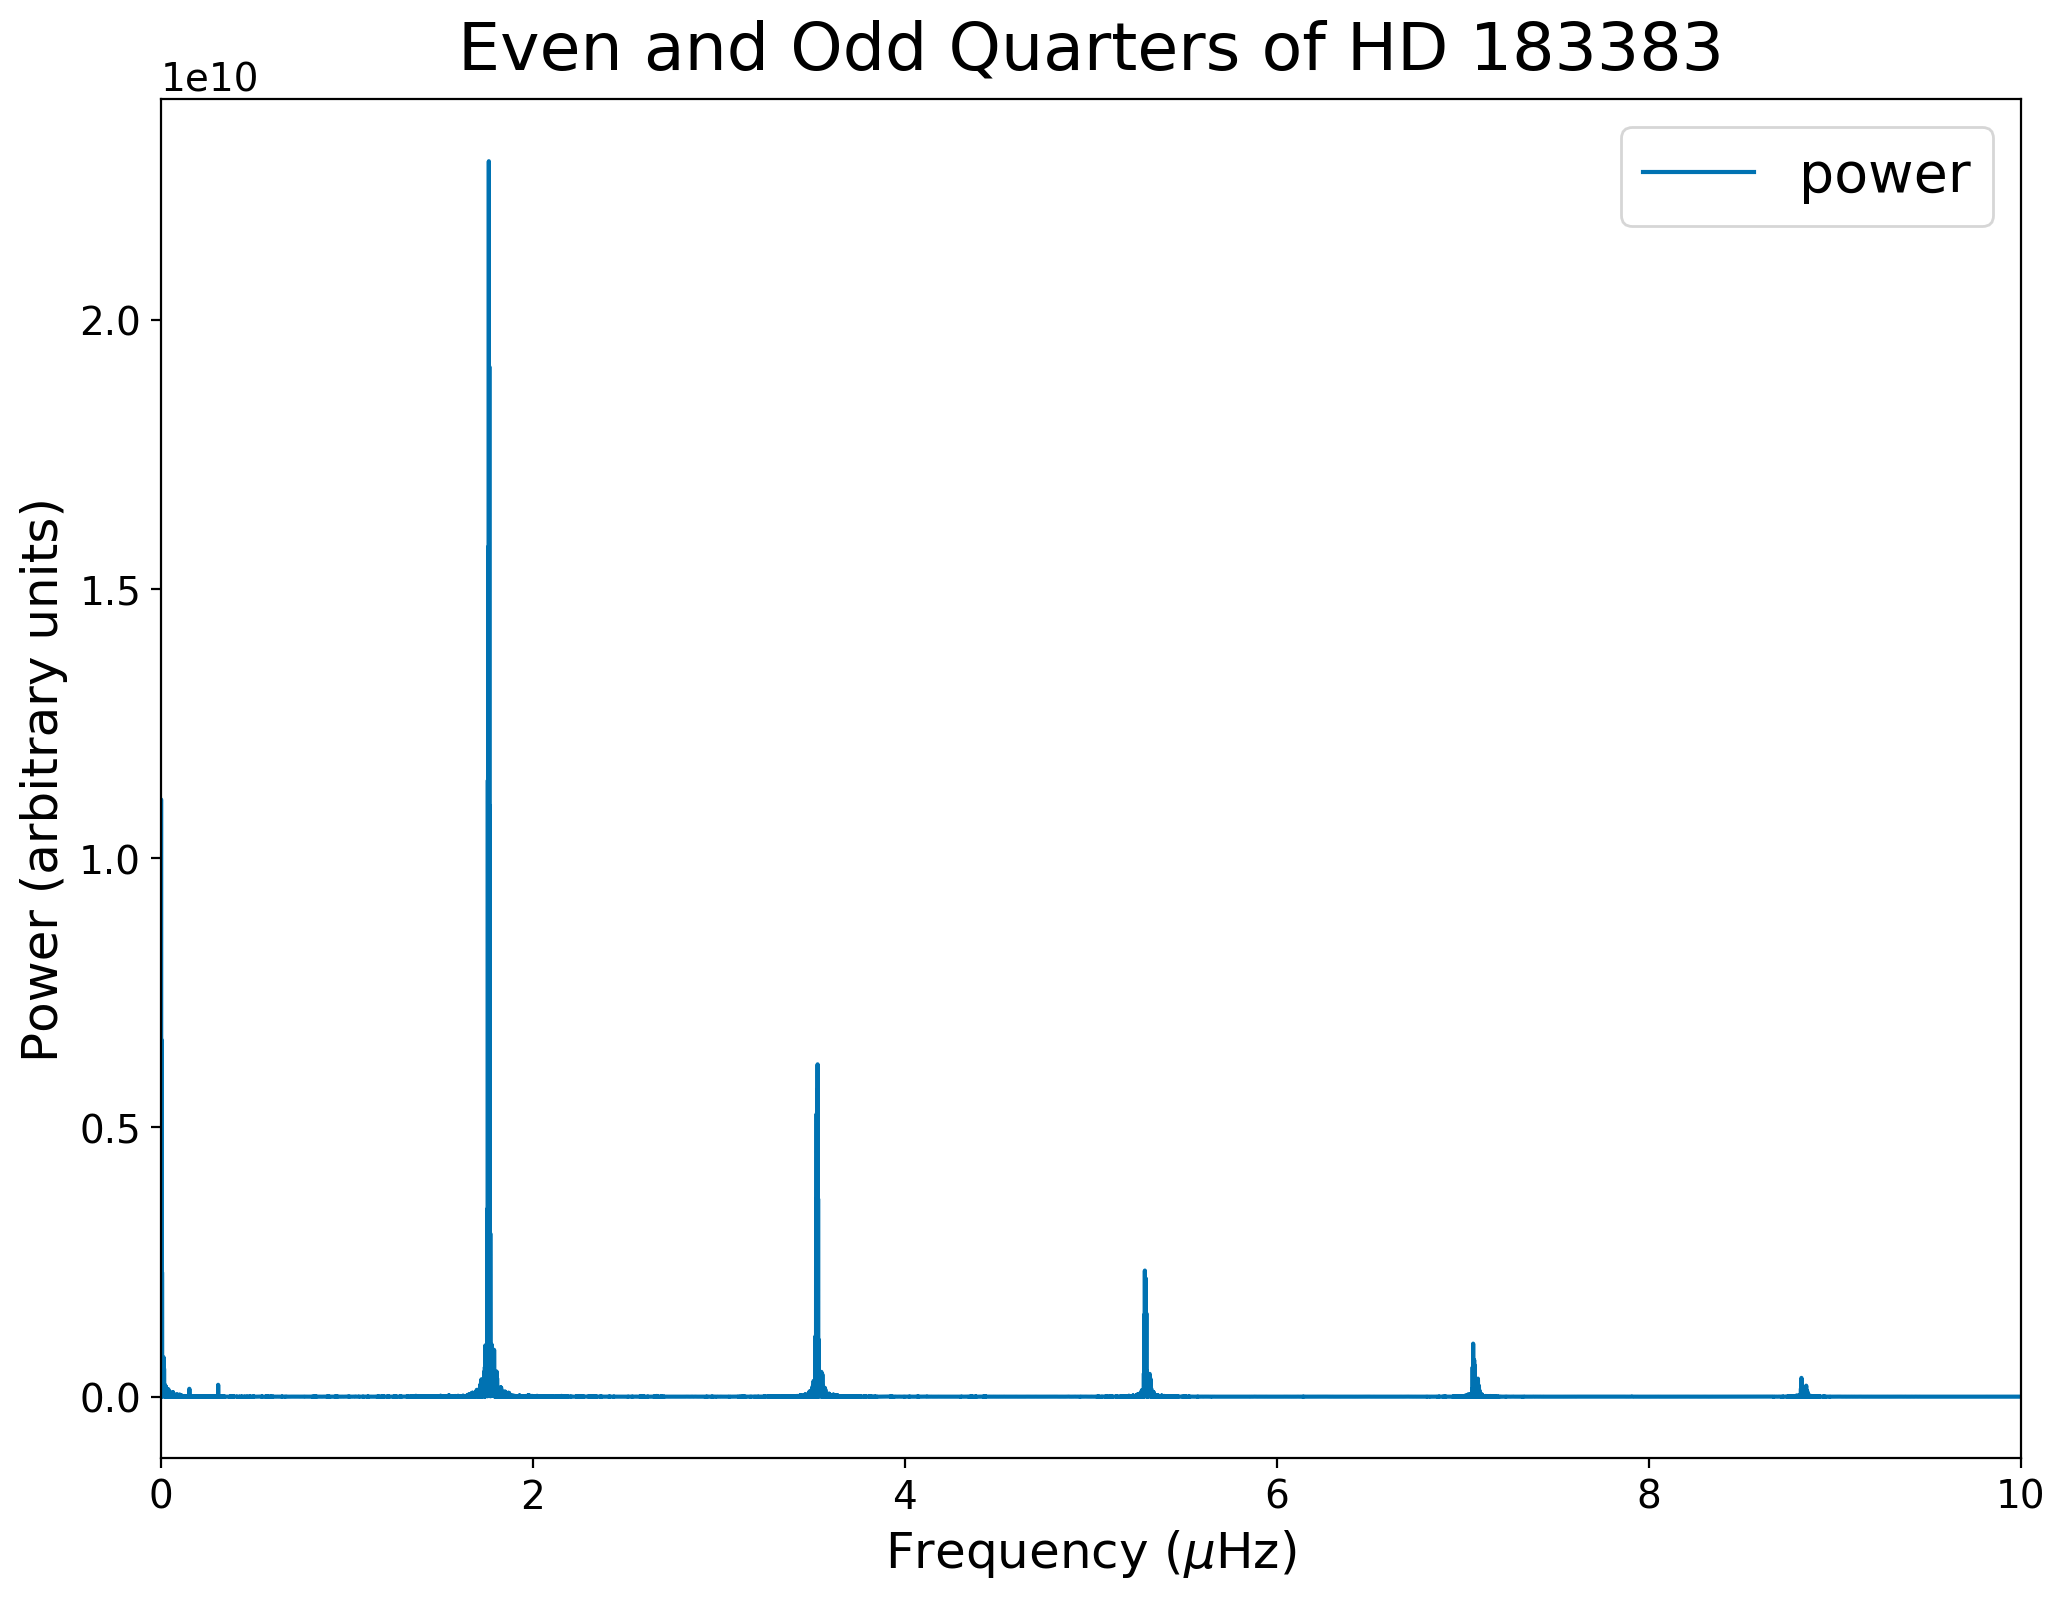 Even and Odd Quarters of HD 183383
1e10
power
2.0
1.5
1.0
0.5
0.0
Power (arbitrary units)
0 2 4 6 8 10
Frequency (μHz)